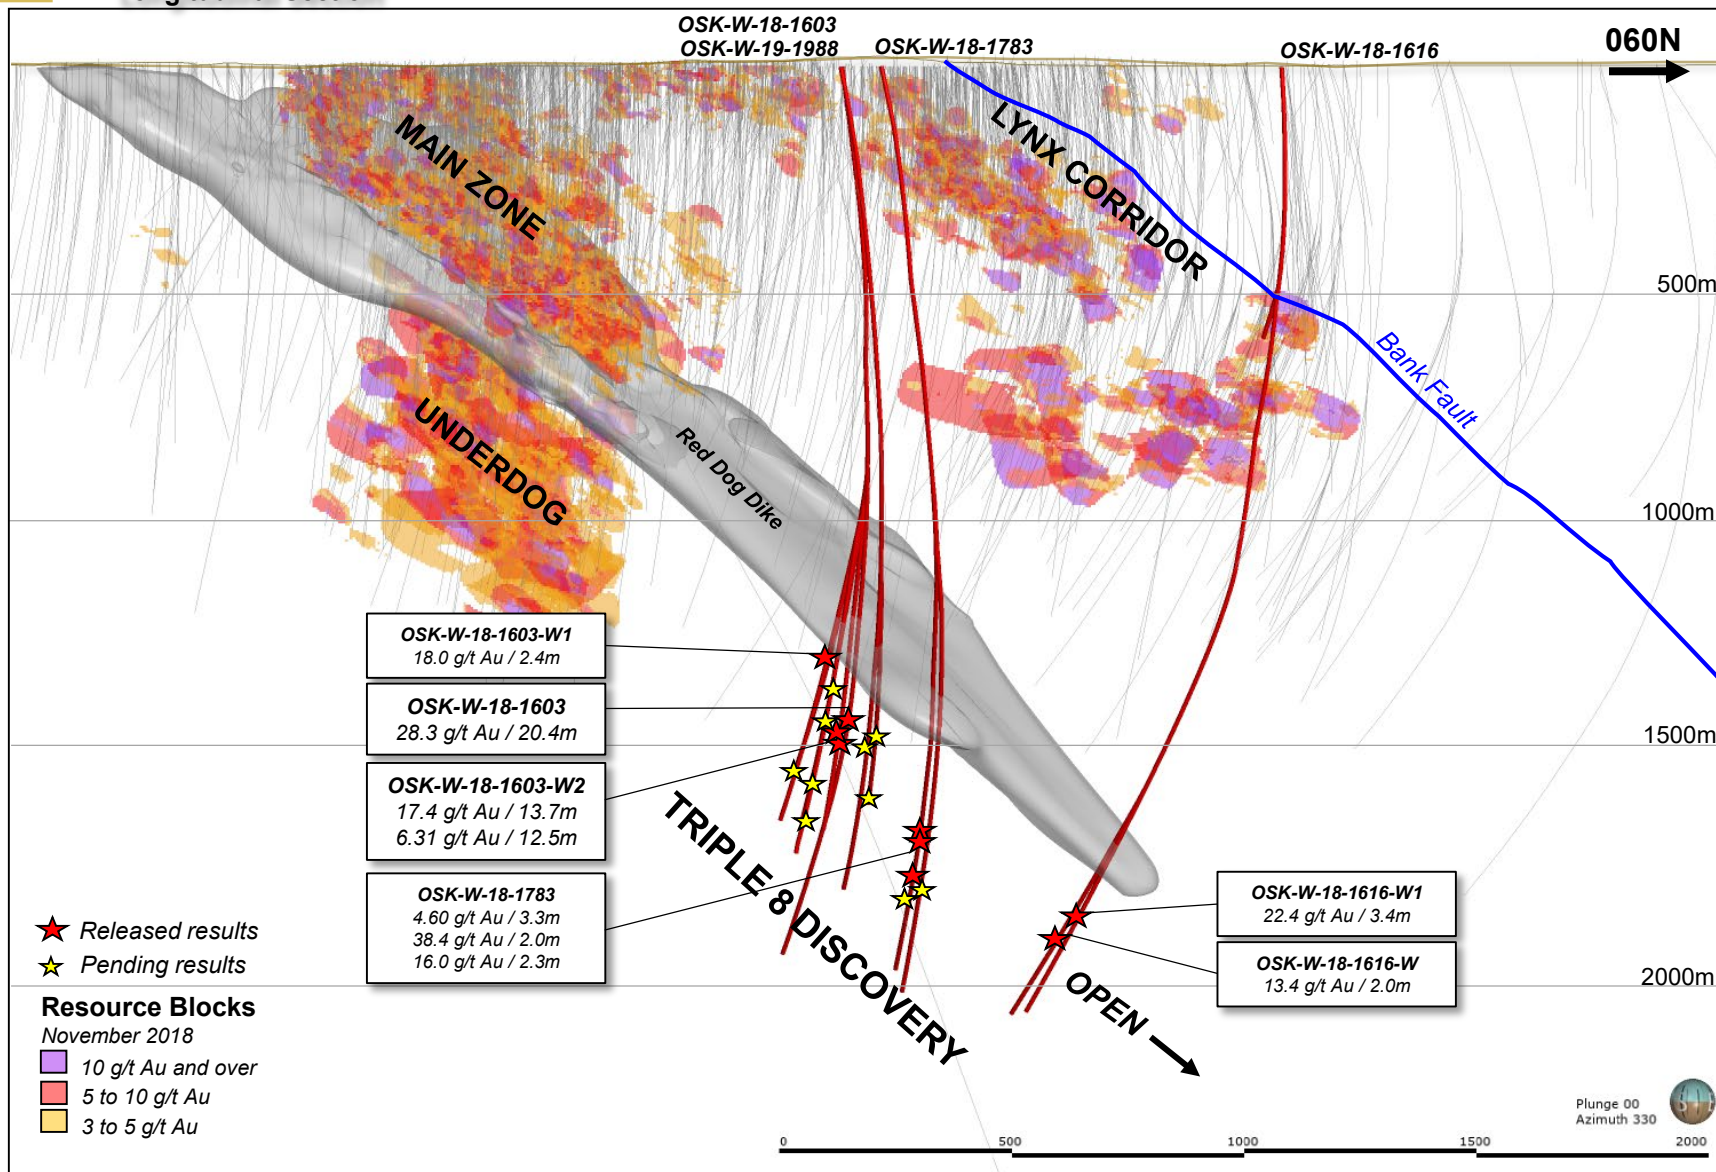 OSK-W-18-1603
OSK-W-19-1988
OSK-W-18-1783
OSK-W-18-1616
060N
MAIN ZONE
LYNX CORRIDOR
500m
Bank Fault
UNDERDOG
Red Dog Dike
1000m
OSK-W-18-1603-W1
18.0 g/t Au / 2.4m
OSK-W-18-1603
28.3 g/t Au / 20.4m
1500m
OSK-W-18-1603-W2
17.4 g/t Au / 13.7m
6.31 g/t Au / 12.5m
TRIPLE 8 DISCOVERY
OSK-W-18-1783
4.60 g/t Au / 3.3m
38.4 g/t Au / 2.0m
16.0 g/t Au / 2.3m
OSK-W-18-1616-W1
22.4 g/t Au / 3.4m
OSK-W-18-1616-W
13.4 g/t Au / 2.0m
2000m
OPEN
Released results
Pending results
Resource Blocks
November 2018
10 g/t Au and over
5 to 10 g/t Au
3 to 5 g/t Au
Plunge 00
Azimuth 330
0 500 1000 1500 2000